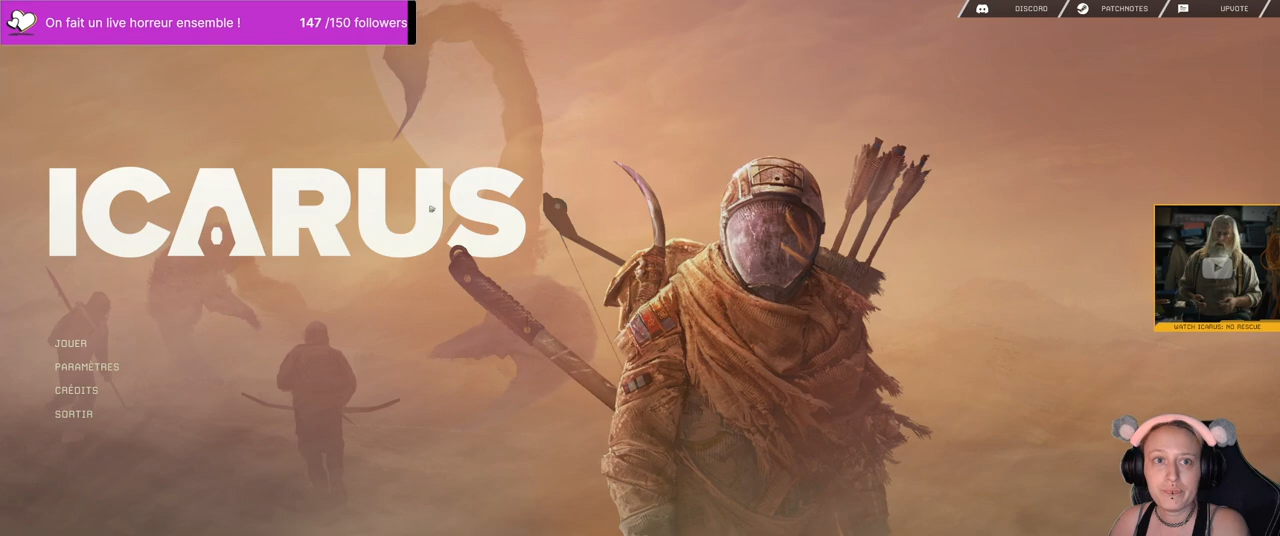 On fait un live horreur ensemble !
147 /150 followers
DISCORD
PATCHNOTES
UPVOTE
ICARUS
WATCH ICARUS: NO RESCUE
JOUER
PARAMÈTRES
CRÉDITS
SORTIR